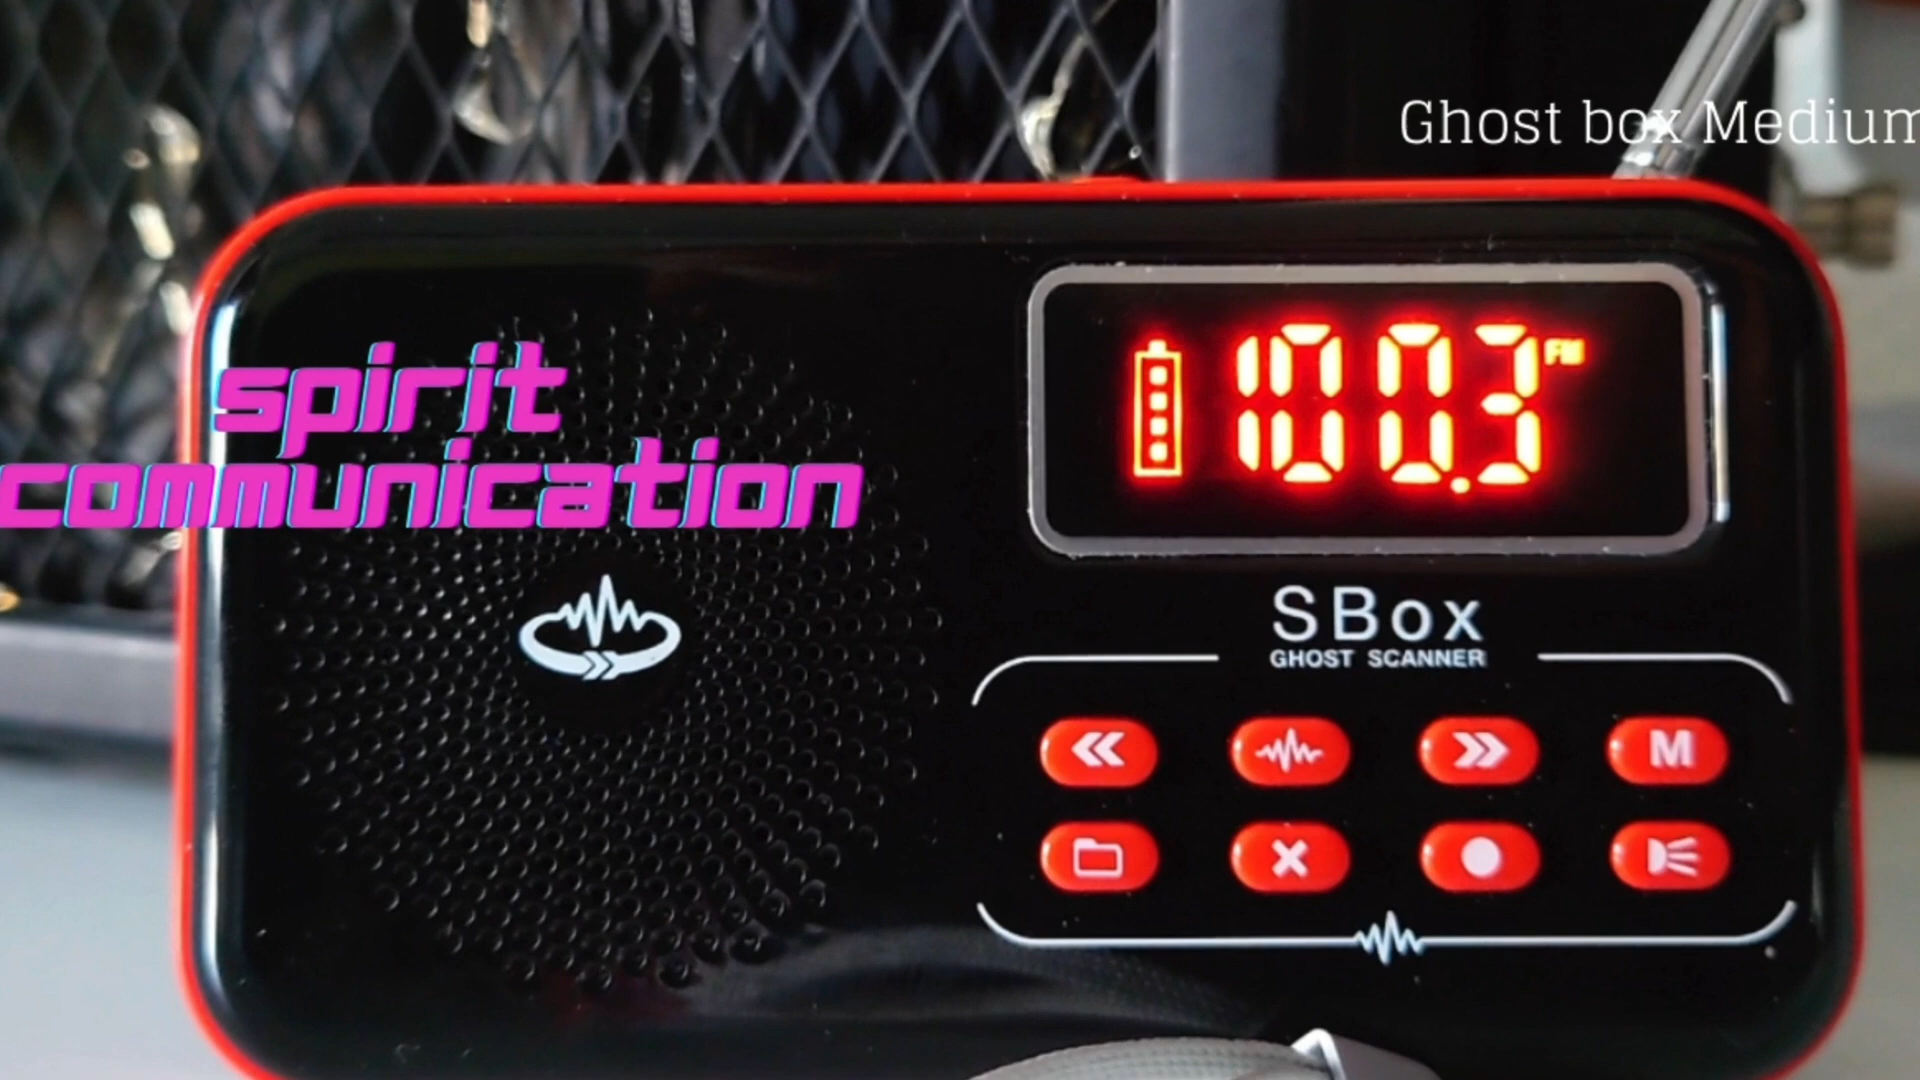 Ghost box Medium
spirit
communication
100.3 FM
SBox
GHOST SCANNER
M